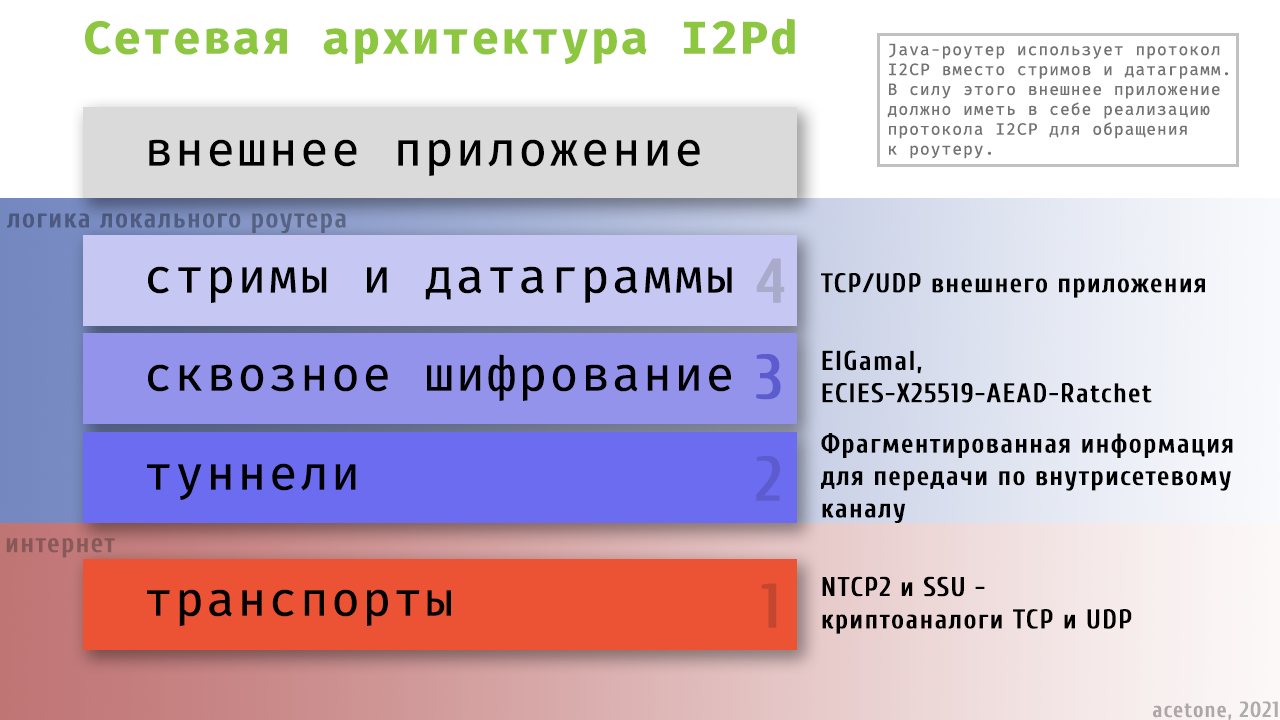 Сетевая архитектура I2Pd
Java-роутер использует протокол
I2CP вместо стримов и датаграмм.
В силу этого внешнее приложение
должно иметь в себе реализацию
протокола I2CP для обращения
к роутеру.
внешнее приложение
логика локального роутера
стримы и датаграммы 4
TCP/UDP внешнего приложения
сквозное шифрование 3
ElGamal,
ECIES-X25519-AEAD-Ratchet
туннели 2
Фрагментированная информация
для передачи по внутрисетевому
каналу
интернет
транспорты 1
NTCP2 и SSU -
криптоаналоги TCP и UDP
acetone, 2021